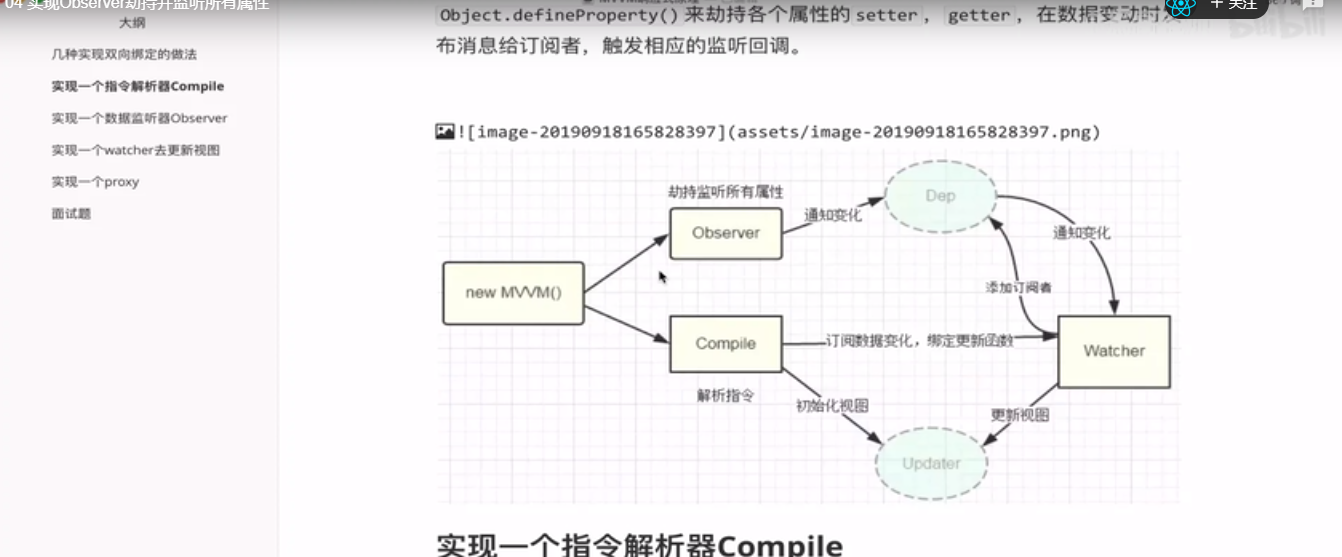 04 实现Observer劫持并监听所有属性
+ 关注
大纲
几种实现双向绑定的做法
实现一个指令解析器Compile
实现一个数据监听器Observer
实现一个watcher去更新视图
实现一个proxy
面试题
Object.defineProperty() 来劫持各个属性的 setter ， getter ，在数据变动时发
布消息给订阅者，触发相应的监听回调。
bilibili
![image-20190918165828397](assets/image-20190918165828397.png)
劫持监听所有属性
Observer
通知变化
Dep
通知变化
new MVVM()
添加订阅者
Compile
订阅数据变化，绑定更新函数
Watcher
解析指令
初始化视图
更新视图
Updater
实现一个指令解析器Compile